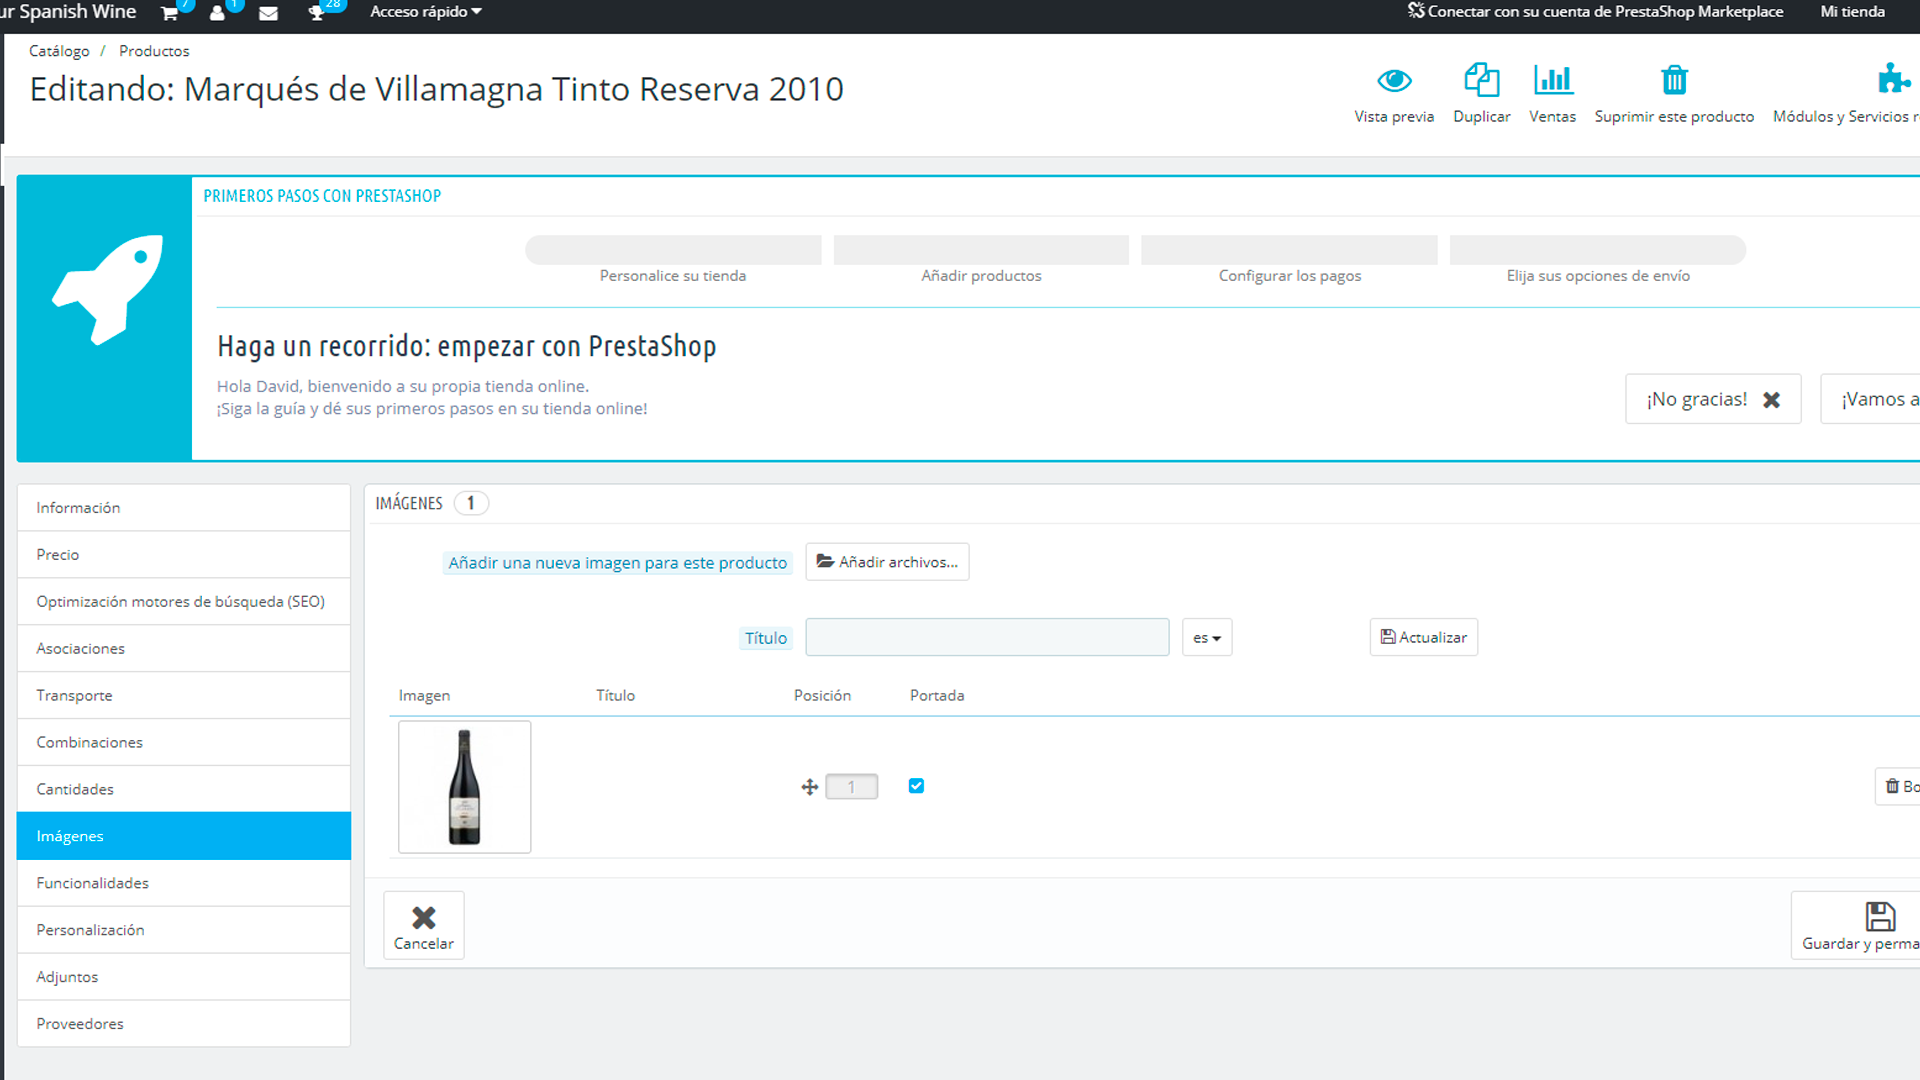 ur Spanish Wine 7 1 28 Acceso rápido Conectar con su cuenta de PrestaShop Marketplace Mi tienda
Catálogo / Productos
Editando: Marqués de Villamagna Tinto Reserva 2010
Vista previa Duplicar Ventas Suprimir este producto Módulos y Servicios r
PRIMEROS PASOS CON PRESTASHOP
Personalice su tienda Añadir productos Configurar los pagos Elija sus opciones de envío
Haga un recorrido: empezar con PrestaShop
Hola David, bienvenido a su propia tienda online.
¡Siga la guía y dé sus primeros pasos en su tienda online!
¡No gracias! ¡Vamos a
Información
Precio
Optimización motores de búsqueda (SEO)
Asociaciones
Transporte
Combinaciones
Cantidades
Imágenes
Funcionalidades
Personalización
Adjuntos
Proveedores
IMÁGENES 1
Añadir una nueva imagen para este producto Añadir archivos...
Título es Actualizar
Imagen Título Posición Portada
1 Bo
Cancelar Guardar y perma